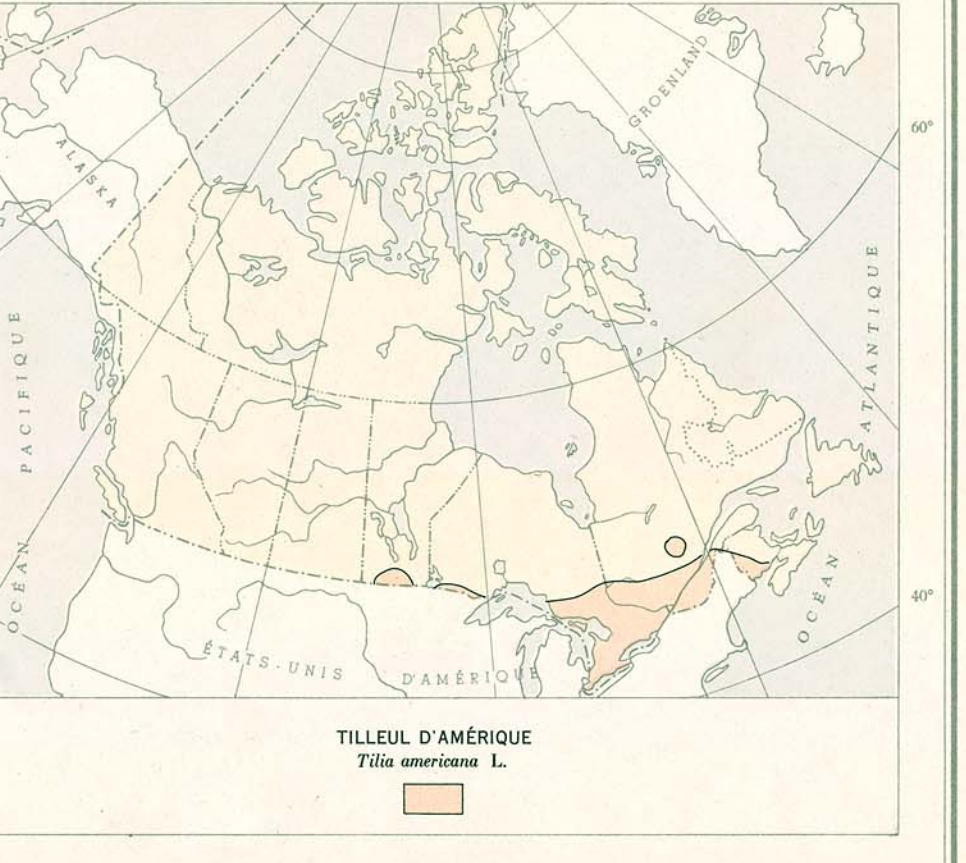 GROENLAND
60°
ALASKA
OCÉAN PACIFIQUE
ATLANTIQUE
OCÉAN
40°
ÉTATS-UNIS D'AMÉRIQUE
TILLEUL D'AMÉRIQUE
Tilia americana L.